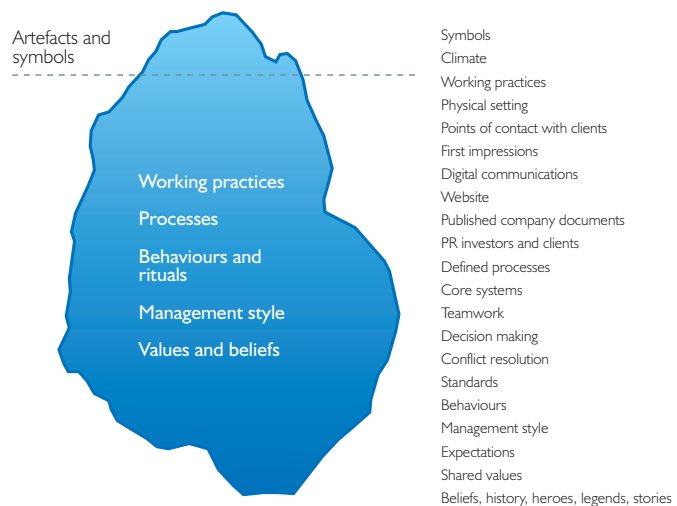 Artefacts and
symbols
Working practices
Processes
Behaviours and
rituals
Management style
Values and beliefs
Symbols
Climate
Working practices
Physical setting
Points of contact with clients
First impressions
Digital communications
Website
Published company documents
PR investors and clients
Defined processes
Core systems
Teamwork
Decision making
Conflict resolution
Standards
Behaviours
Management style
Expectations
Shared values
Beliefs, history, heroes, legends, stories